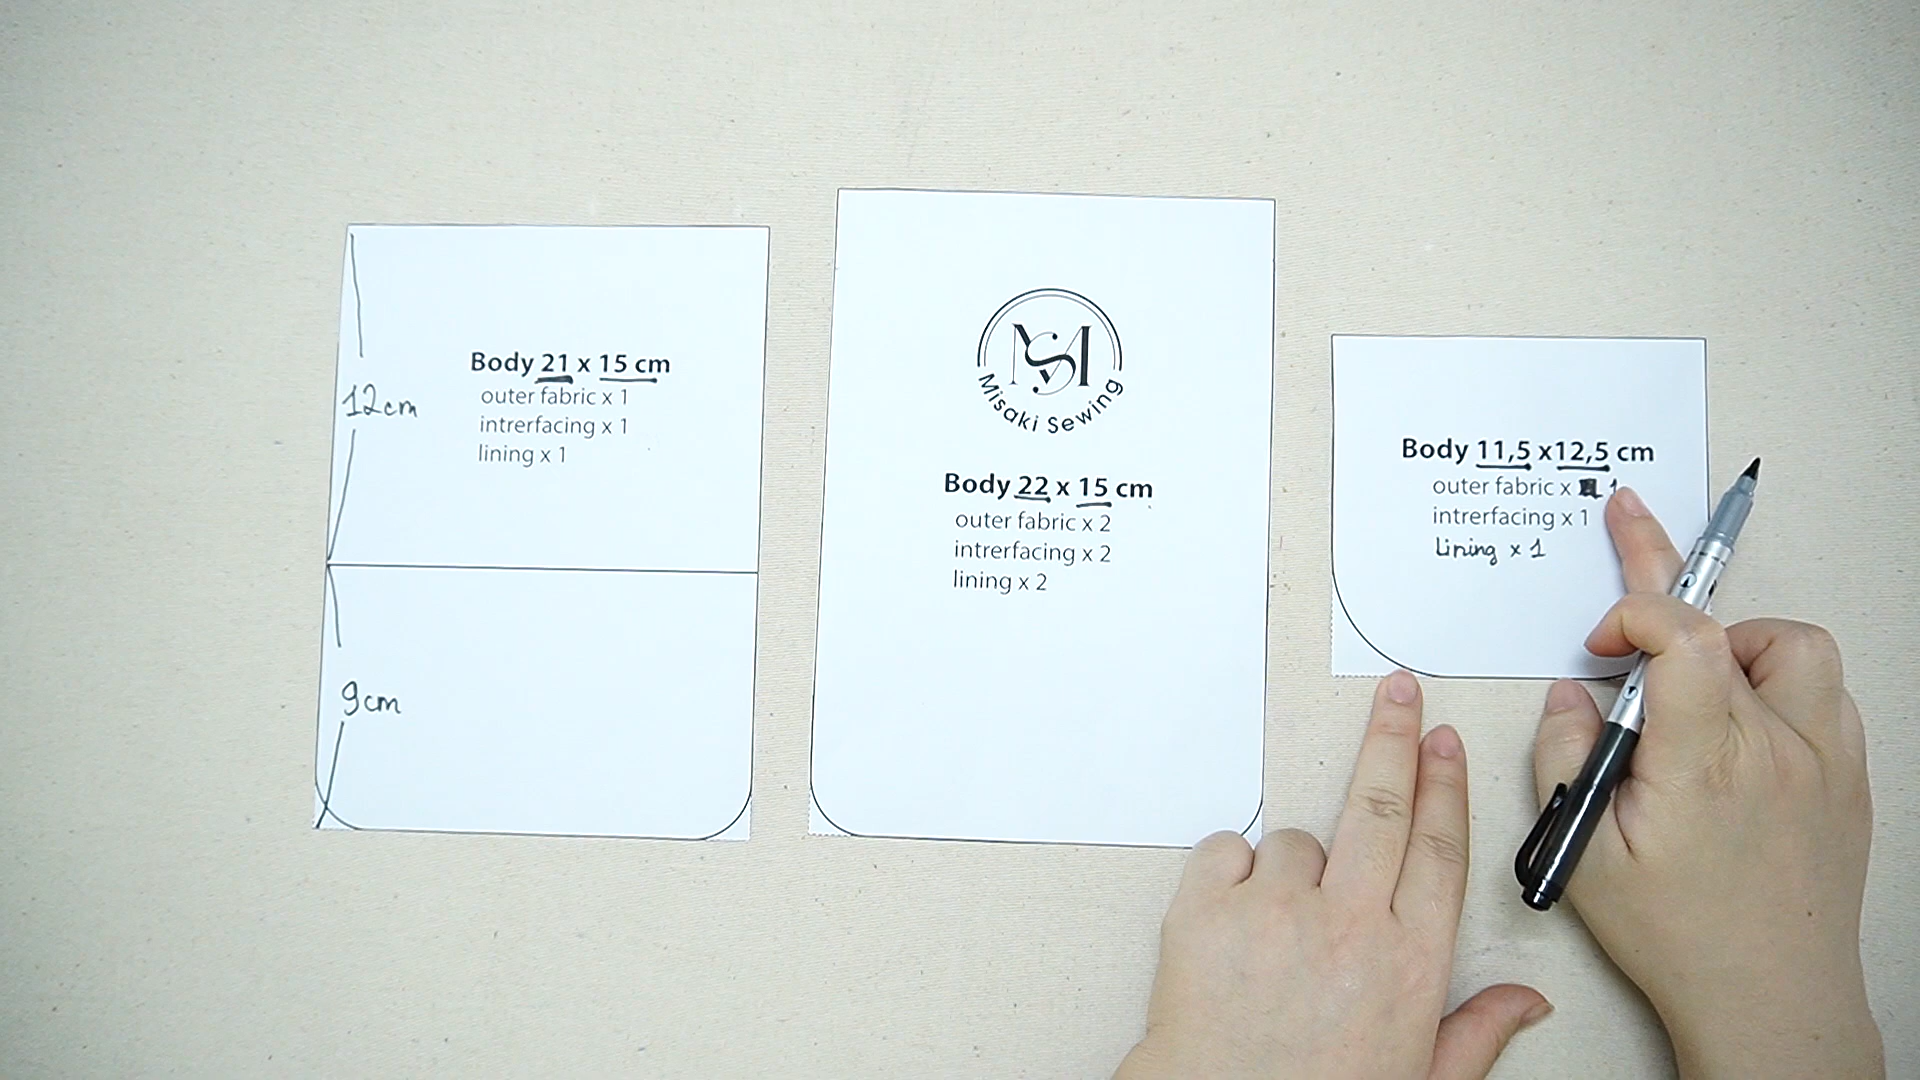 12cm
9cm
Body 21 x 15 cm
outer fabric x 1
intrerfacing x 1
lining x 1
Misaki Sewing
Body 22 x 15 cm
outer fabric x 2
intrerfacing x 2
lining x 2
Body 11,5 x12,5 cm
outer fabric x 1
intrerfacing x 1
Lining x 1